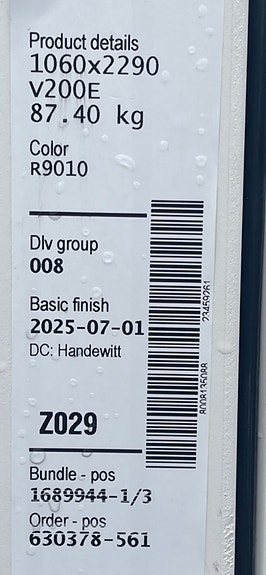 Product details
1060x2290
V200E
87.40 kg
Color
R9010
Dlv group
008
Basic finish
2025-07-01
DC: Handewitt
Z029
Bundle - pos
1689944-1/3
Order - pos
630378-561